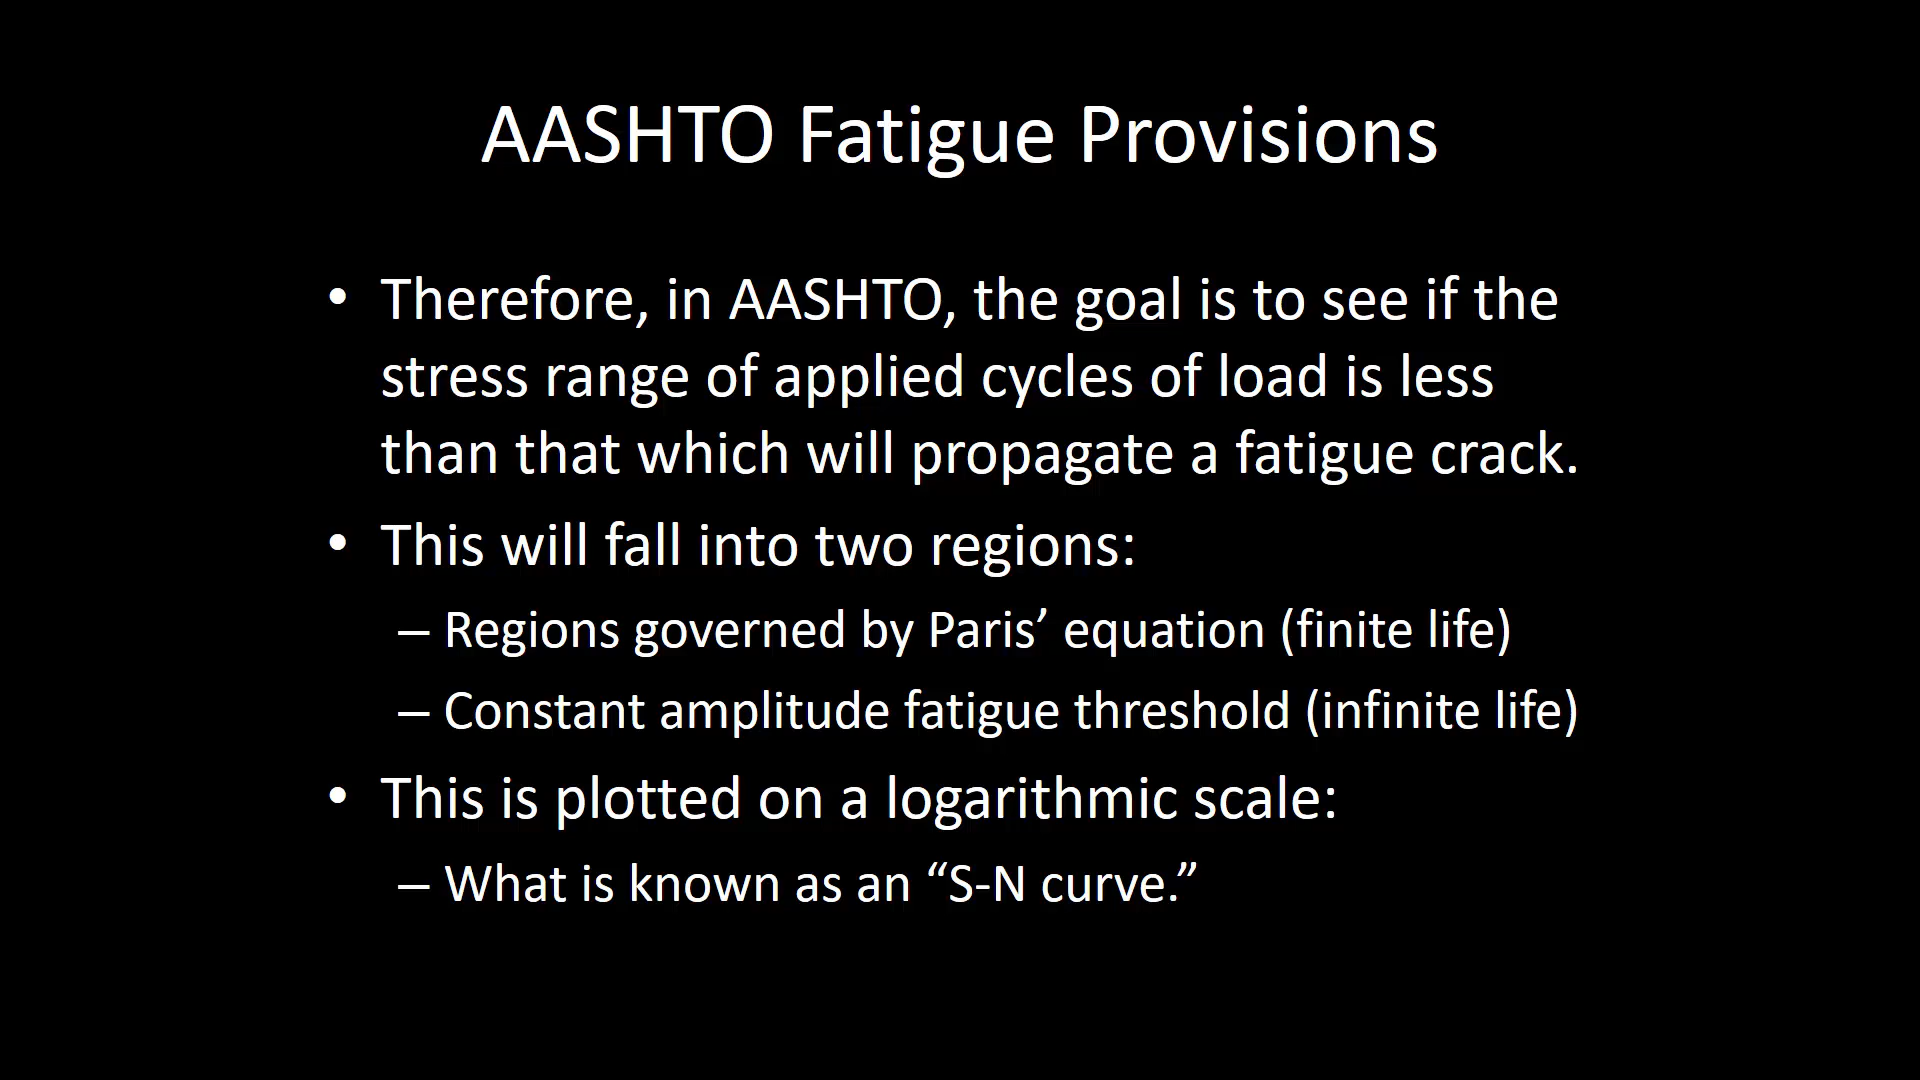 AASHTO Fatigue Provisions
• Therefore, in AASHTO, the goal is to see if the
stress range of applied cycles of load is less
than that which will propagate a fatigue crack.
• This will fall into two regions:
– Regions governed by Paris’ equation (finite life)
– Constant amplitude fatigue threshold (infinite life)
• This is plotted on a logarithmic scale:
– What is known as an “S-N curve.”